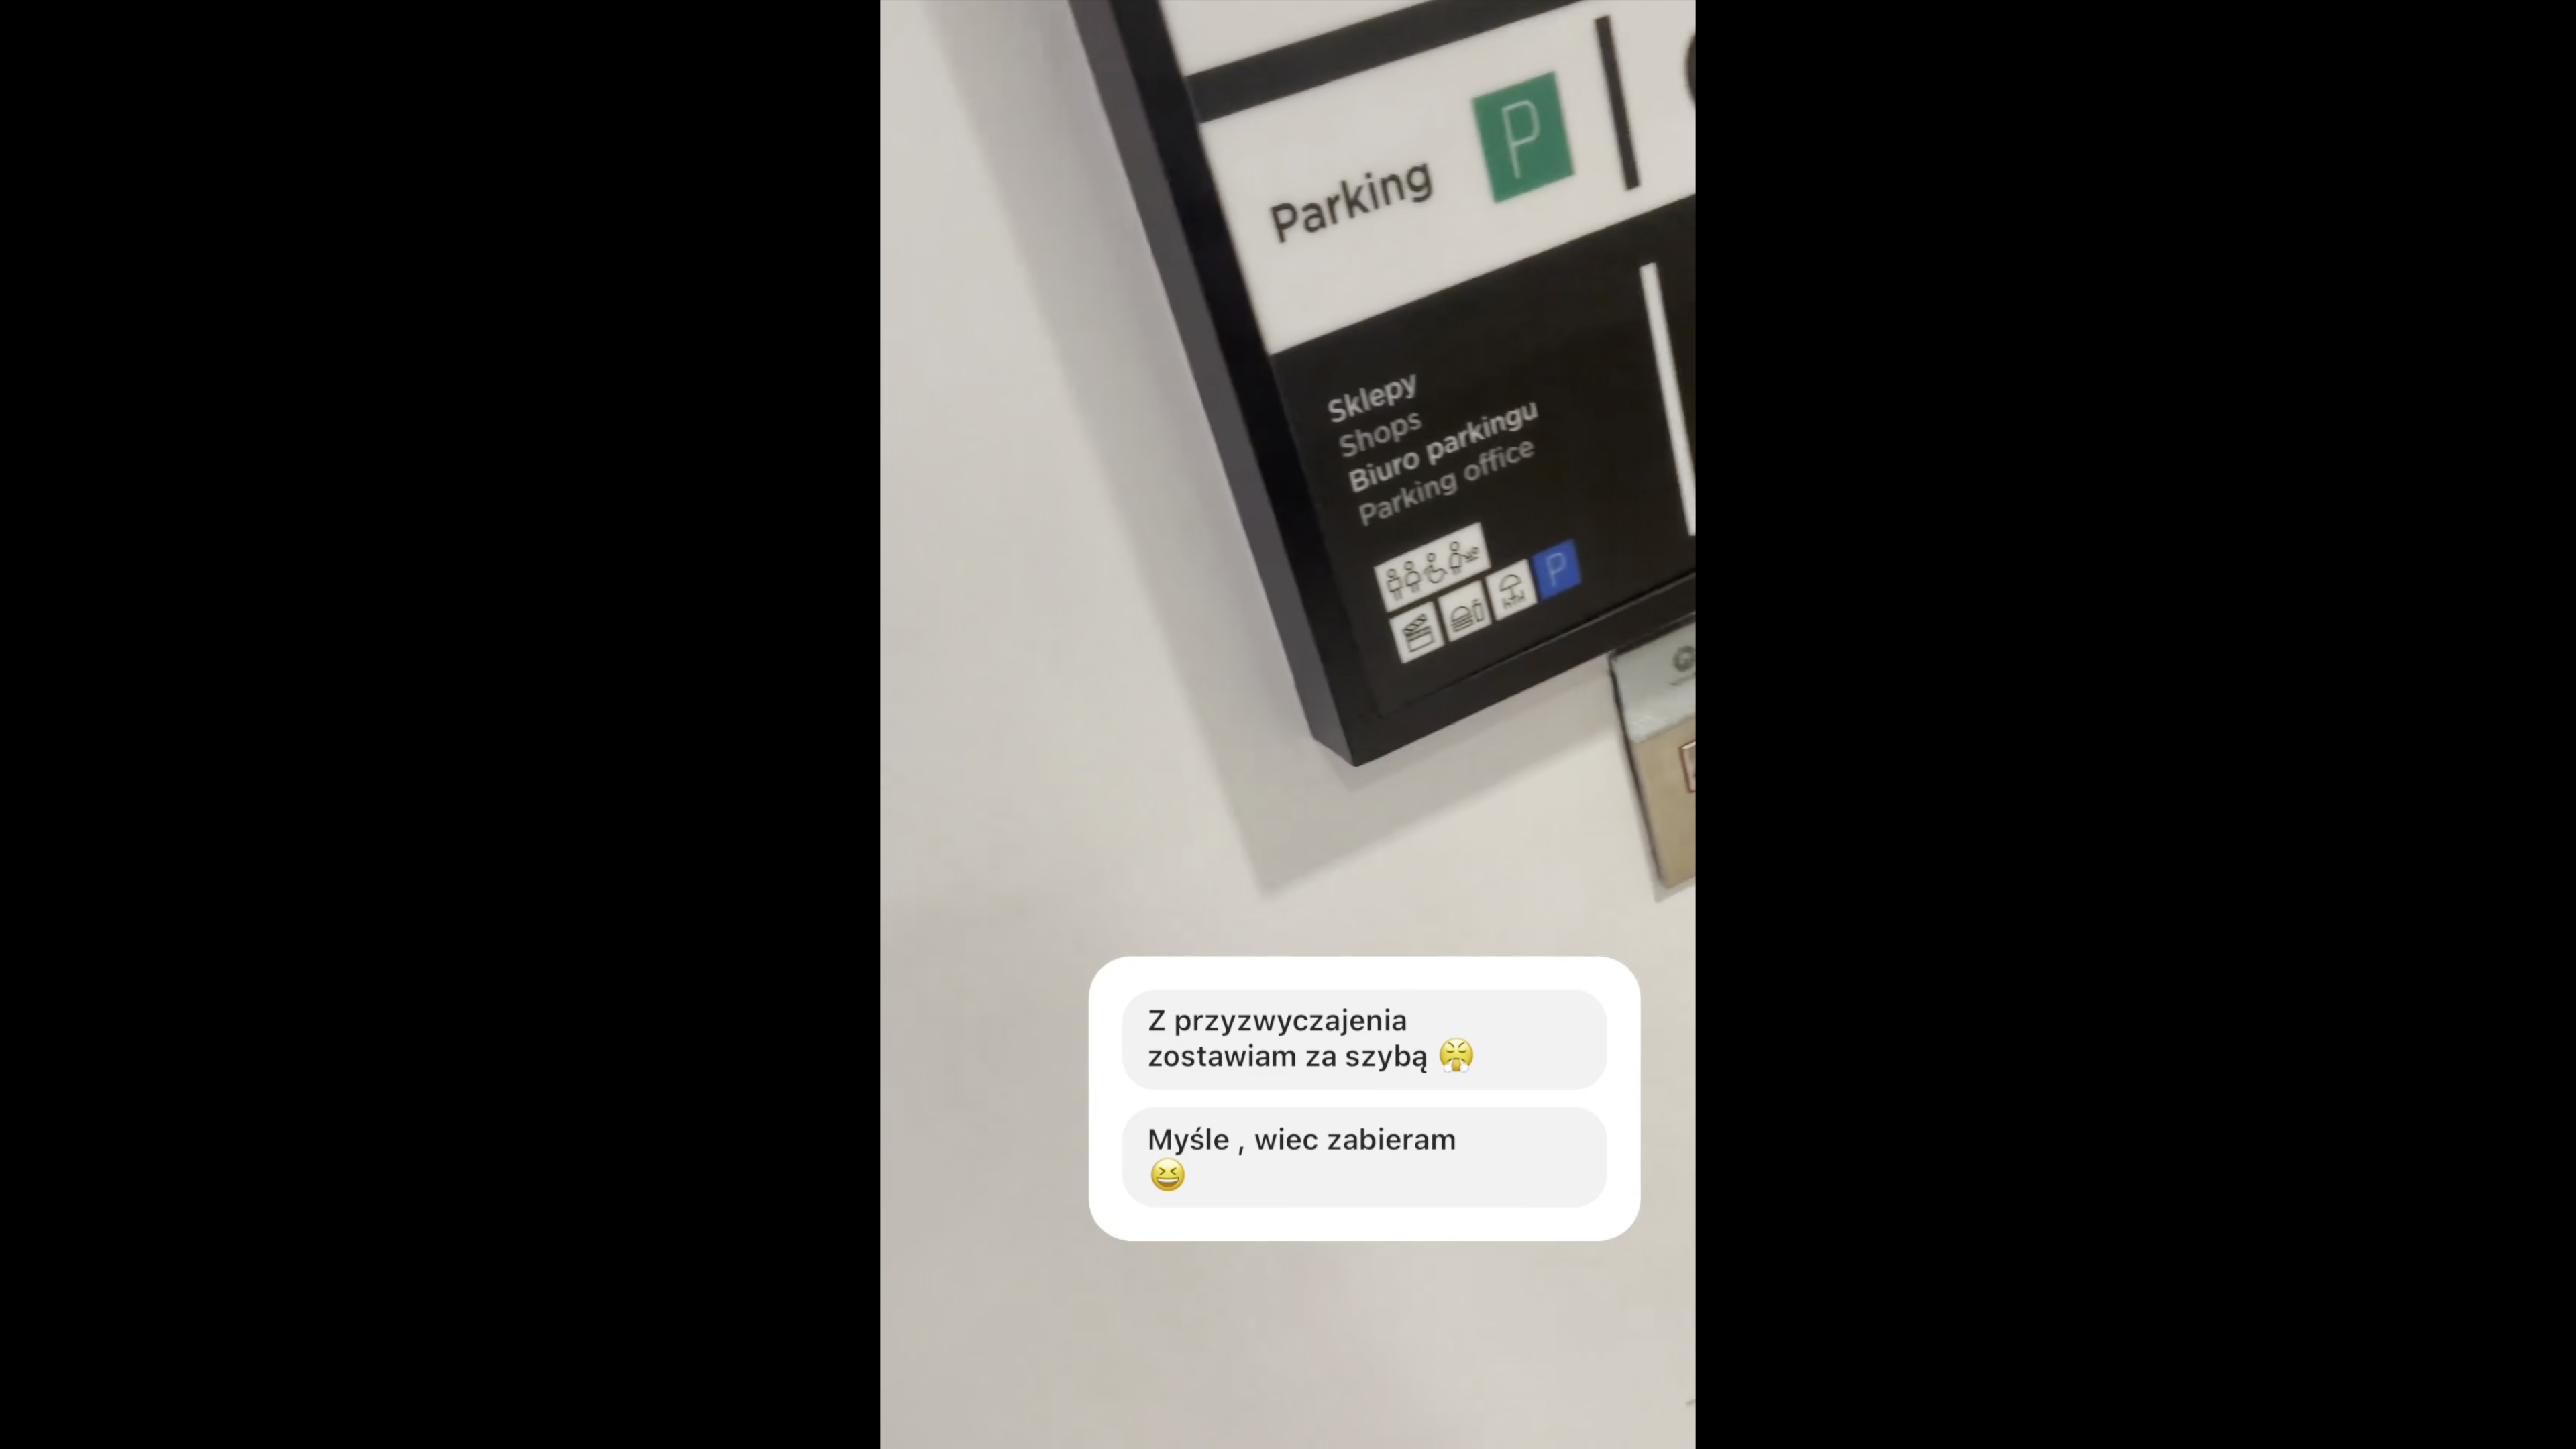 Parking P
Sklepy
Shops
Biuro parkingu
Parking office
P
Z przyzwyczajenia
zostawiam za szybą 😤
Myśle , wiec zabieram
😆